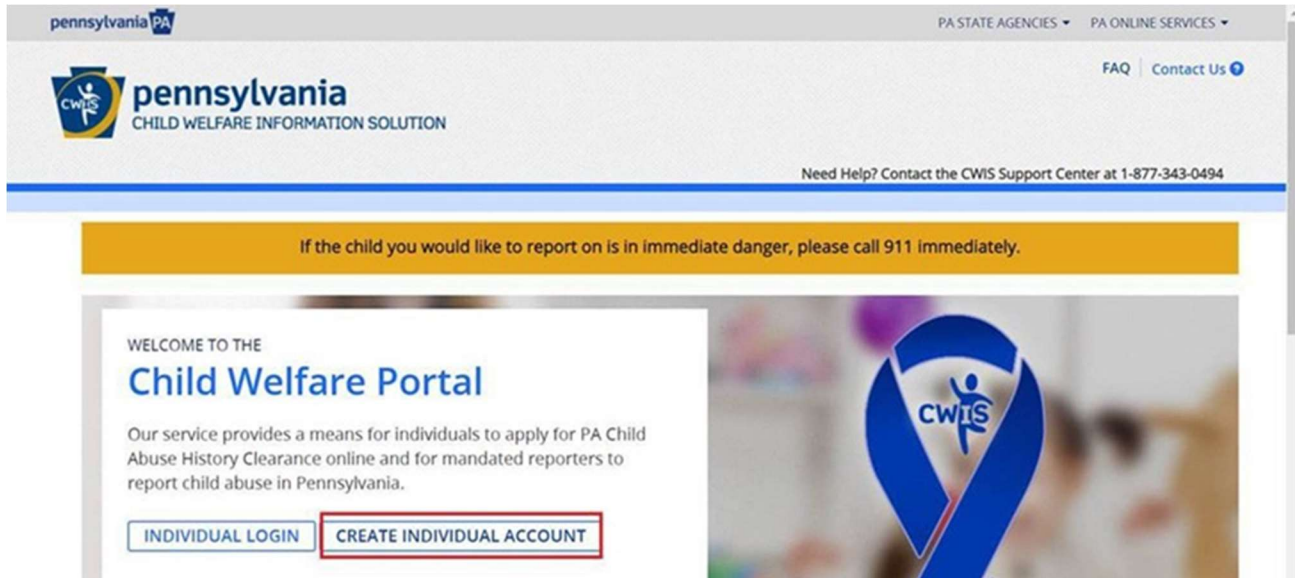 pennsylvania PA
PA STATE AGENCIES
PA ONLINE SERVICES
FAQ
Contact Us ?
CWIS
pennsylvania
CHILD WELFARE INFORMATION SOLUTION
Need Help? Contact the CWIS Support Center at 1-877-343-0494
If the child you would like to report on is in immediate danger, please call 911 immediately.
WELCOME TO THE
Child Welfare Portal
Our service provides a means for individuals to apply for PA Child
Abuse History Clearance online and for mandated reporters to
report child abuse in Pennsylvania.
INDIVIDUAL LOGIN
CREATE INDIVIDUAL ACCOUNT
CWIS